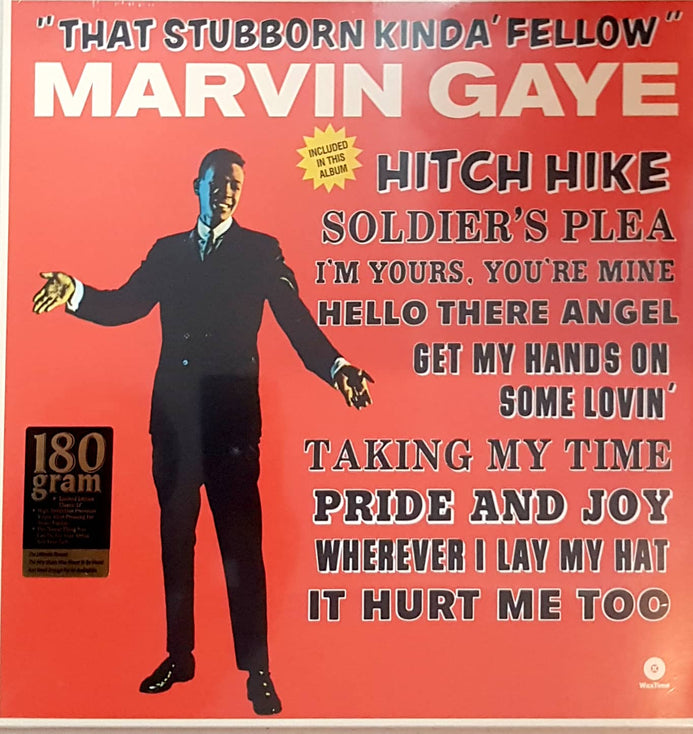 "THAT STUBBORN KINDA' FELLOW"
MARVIN GAYE
INCLUDED
IN THIS
ALBUM
HITCH HIKE
SOLDIER'S PLEA
I'M YOURS, YOU'RE MINE
HELLO THERE ANGEL
GET MY HANDS ON
SOME LOVIN'
TAKING MY TIME
PRIDE AND JOY
WHEREVER I LAY MY HAT
IT HURT ME TOO
180
gram
WaxTime